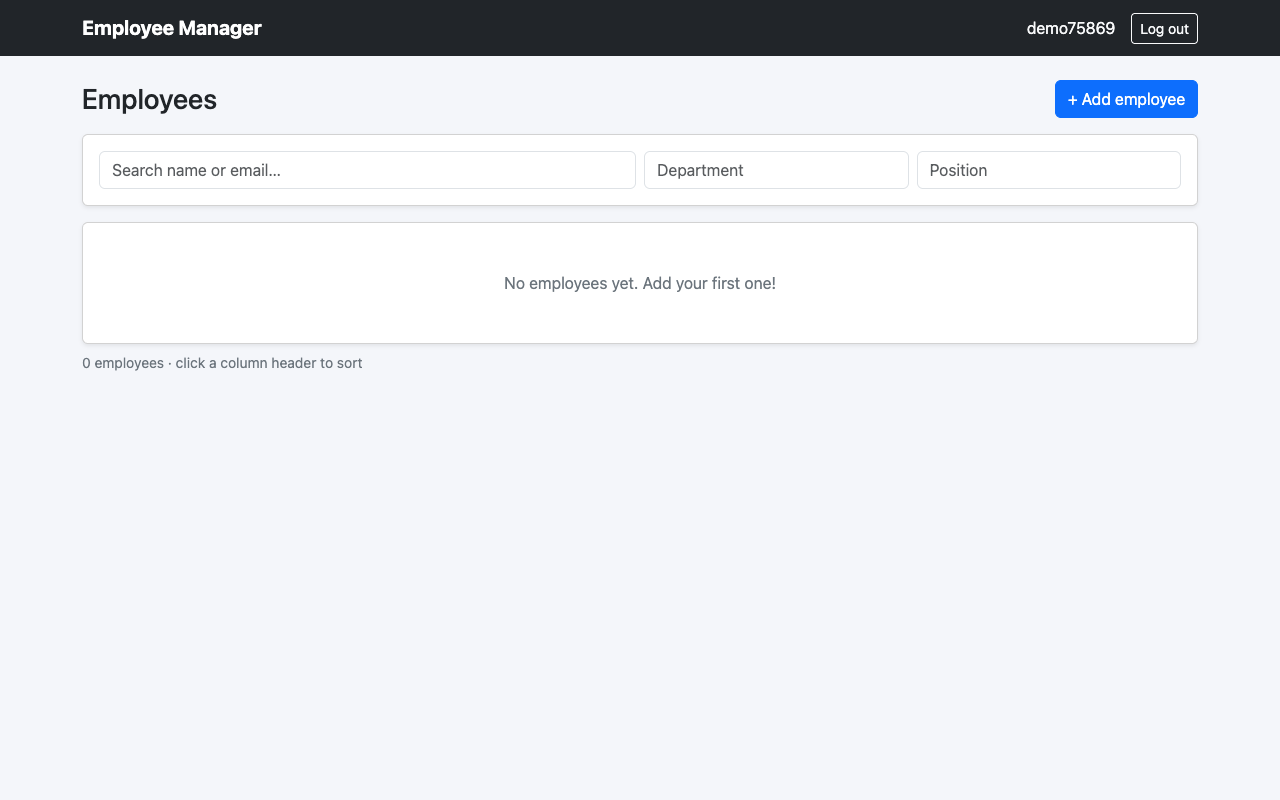 Employee Manager
demo75869
Log out
Employees
+ Add employee
Search name or email...
Department
Position
No employees yet. Add your first one!
0 employees · click a column header to sort